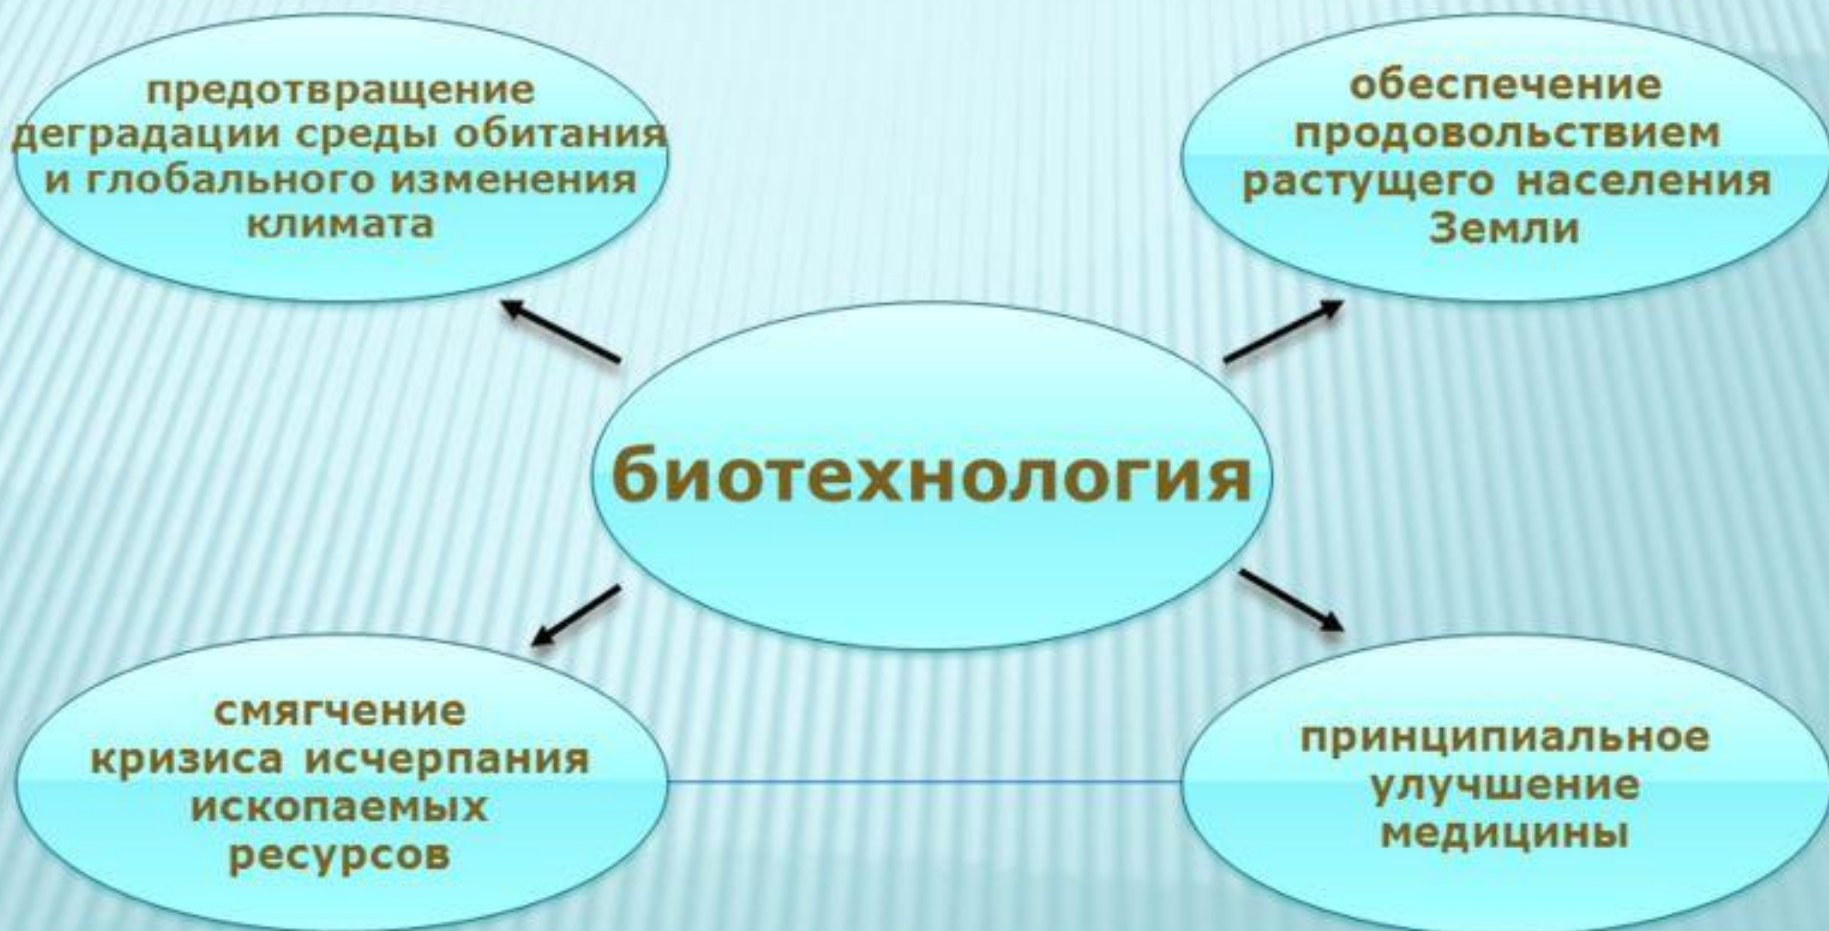 предотвращение
деградации среды обитания
и глобального изменения
климата
обеспечение
продовольствием
растущего населения
Земли
биотехнология
смягчение
кризиса исчерпания
ископаемых
ресурсов
принципиальное
улучшение
медицины